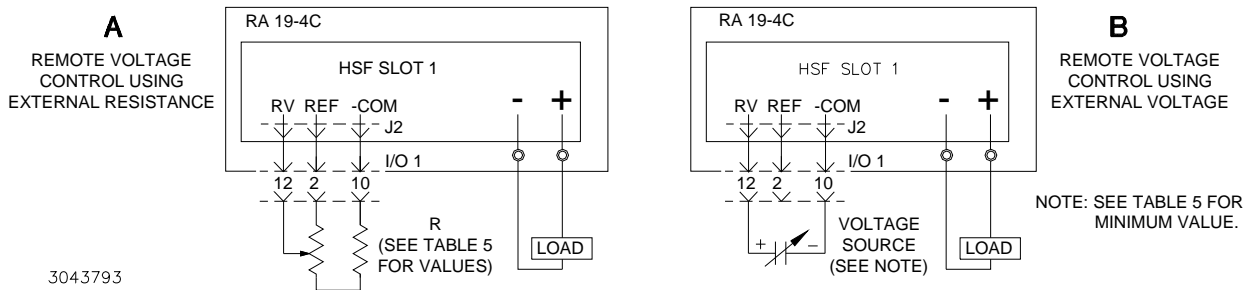 A
REMOTE VOLTAGE
CONTROL USING
EXTERNAL RESISTANCE
RA 19-4C
HSF SLOT 1
RV REF -COM
- +
J2
I/O 1
12 2 10
R
(SEE TABLE 5
FOR VALUES)
LOAD
3043793
RA 19-4C
HSF SLOT 1
RV REF -COM
- +
J2
I/O 1
12 2 10
+ -
VOLTAGE
SOURCE
(SEE NOTE)
LOAD
B
REMOTE VOLTAGE
CONTROL USING
EXTERNAL VOLTAGE
NOTE: SEE TABLE 5 FOR
MINIMUM VALUE.